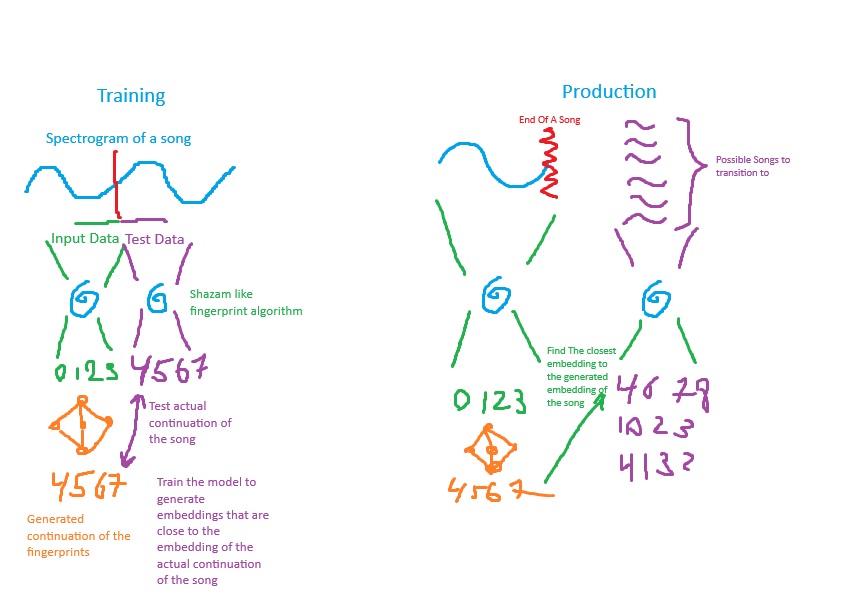 Training
Spectrogram of a song
Input Data
Test Data
Shazam like
fingerprint algorithm
0123
4567
Test actual
continuation of
the song
4567
Generated
continuation of the
fingerprints
Train the model to
generate
embeddings that are
close to the
embedding of the
actual continuation
of the song
Production
End Of A Song
Possible Songs to
transition to
Find The closest
embedding to
the generated
embedding of
the song
0123
4567
1023
4132